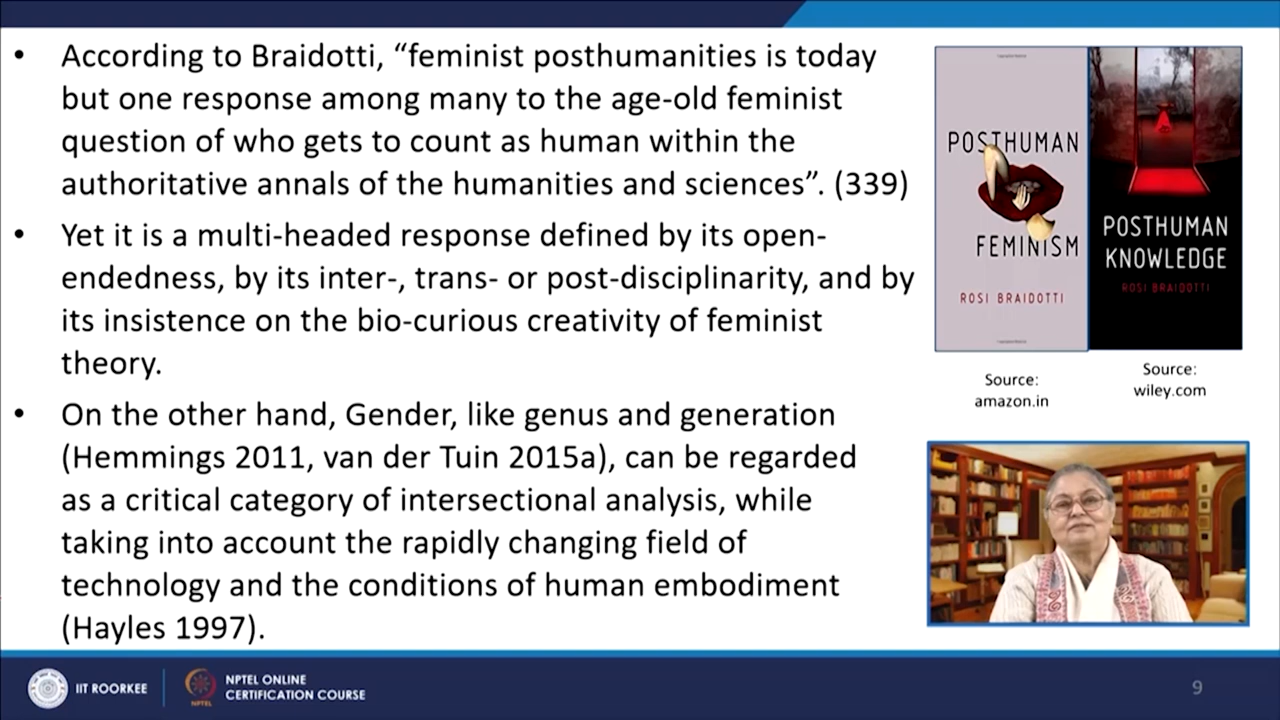 • According to Braidotti, “feminist posthumanities is today
but one response among many to the age-old feminist
question of who gets to count as human within the
authoritative annals of the humanities and sciences”. (339)
• Yet it is a multi-headed response defined by its open-
endedness, by its inter-, trans- or post-disciplinarity, and by
its insistence on the bio-curious creativity of feminist
theory.
• On the other hand, Gender, like genus and generation
(Hemmings 2011, van der Tuin 2015a), can be regarded
as a critical category of intersectional analysis, while
taking into account the rapidly changing field of
technology and the conditions of human embodiment
(Hayles 1997).
POSTHUMAN
FEMINISM
ROSI BRAIDOTTI
POSTHUMAN
KNOWLEDGE
ROSI BRAIDOTTI
Source:
amazon.in
Source:
wiley.com
IIT ROORKEE
NPTEL
NPTEL ONLINE
CERTIFICATION COURSE
9